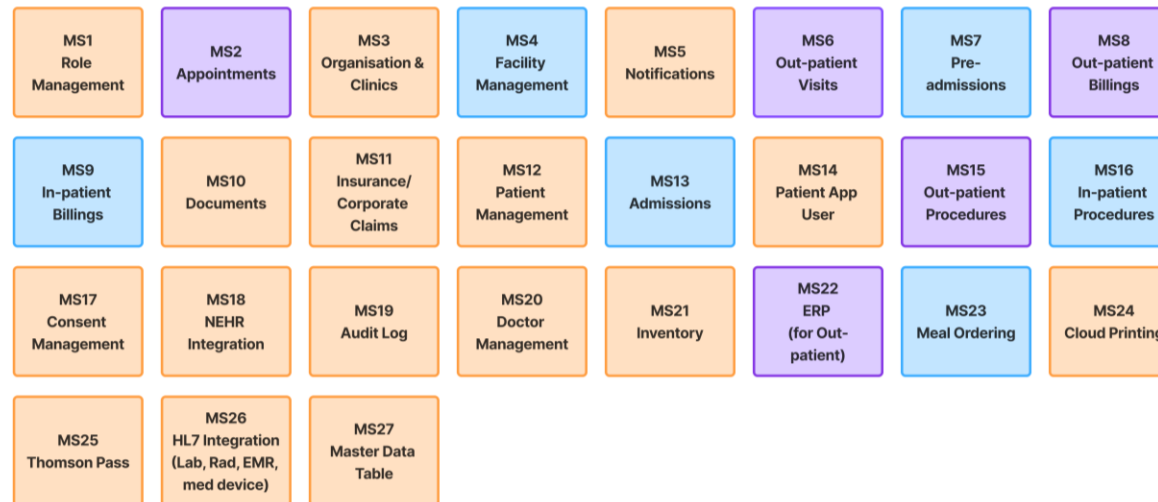 MS1
Role
Management
MS2
Appointments
MS3
Organisation &
Clinics
MS4
Facility
Management
MS5
Notifications
MS6
Out-patient
Visits
MS7
Pre-
admissions
MS8
Out-patient
Billings
MS9
In-patient
Billings
MS10
Documents
MS11
Insurance/
Corporate
Claims
MS12
Patient
Management
MS13
Admissions
MS14
Patient App
User
MS15
Out-patient
Procedures
MS16
In-patient
Procedures
MS17
Consent
Management
MS18
NEHR
Integration
MS19
Audit Log
MS20
Doctor
Management
MS21
Inventory
MS22
ERP
(for Out-
patient)
MS23
Meal Ordering
MS24
Cloud Printing
MS25
Thomson Pass
MS26
HL7 Integration
(Lab, Rad, EMR,
med device)
MS27
Master Data
Table